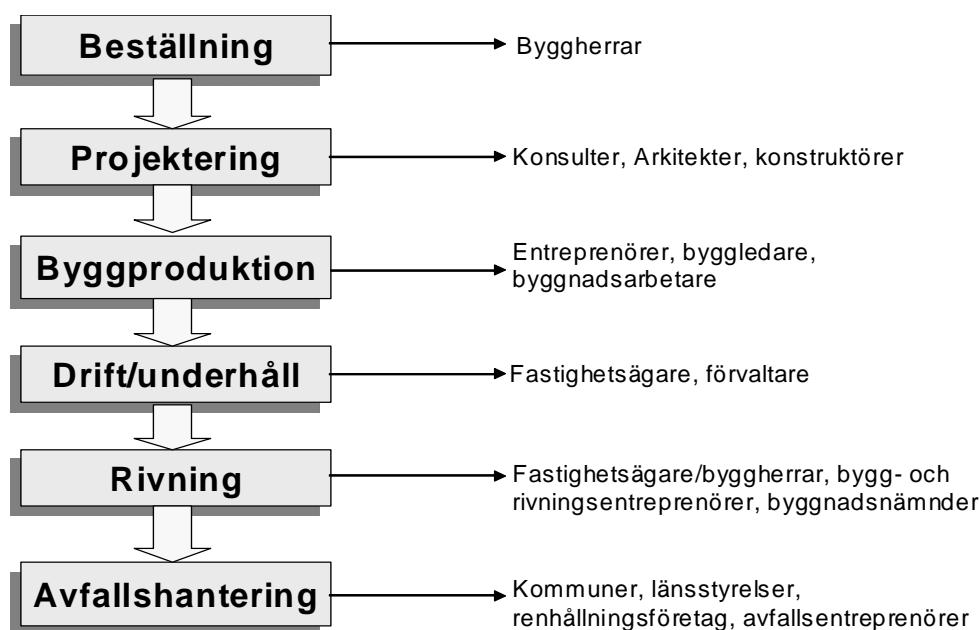 Beställning
Byggherrar
Projektering
Konsulter, Arkitekter, konstruktörer
Byggproduktion
Entreprenörer, byggledare,
byggnadsarbetare
Drift/underhåll
Fastighetsägare, förvaltare
Rivning
Fastighetsägare/byggherrar, bygg- och
rivningsentreprenörer, byggnadsnämnder
Avfallshantering
Kommuner, länsstyrelser,
renhållningsföretag, avfallsentreprenörer